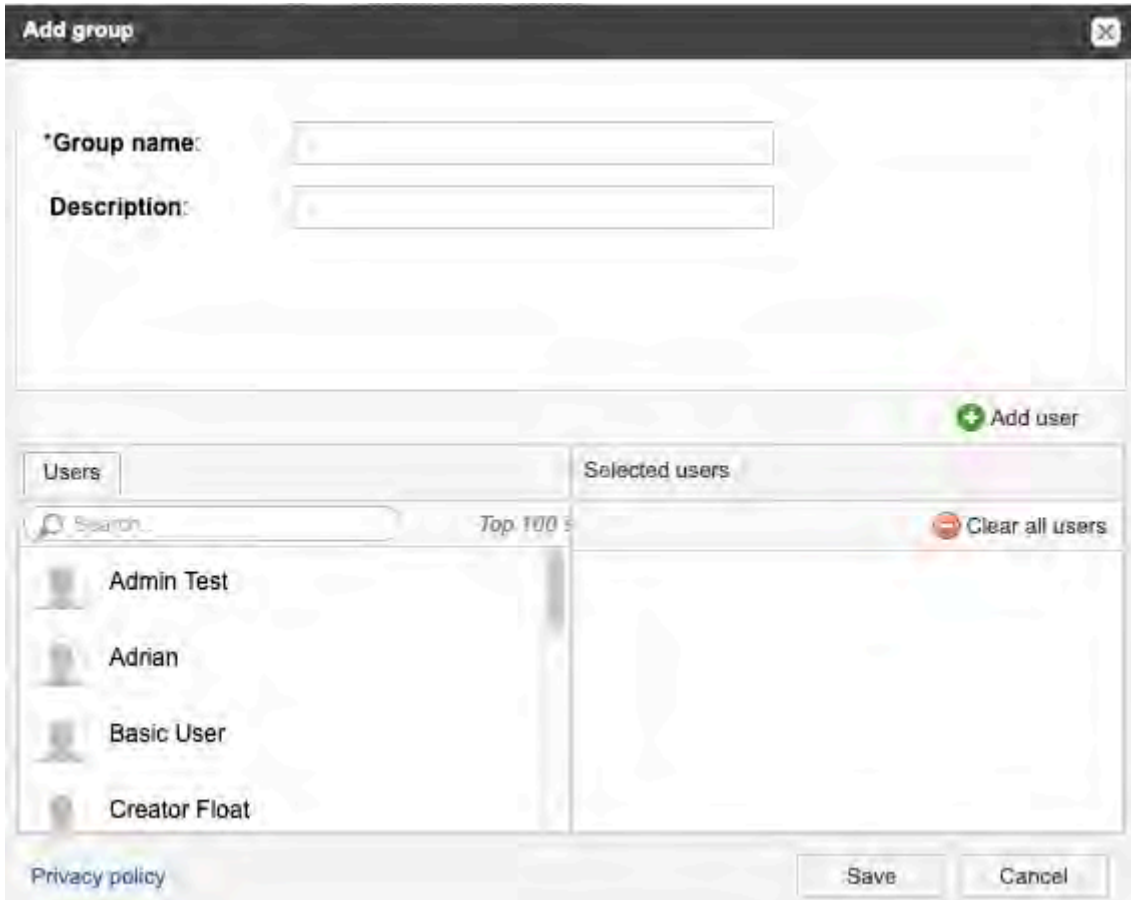 Add group
*Group name:
Description:
Add user
Users
Selected users
Search...
Top 100
Clear all users
Admin Test
Adrian
Basic User
Creator Float
Privacy policy
Save
Cancel